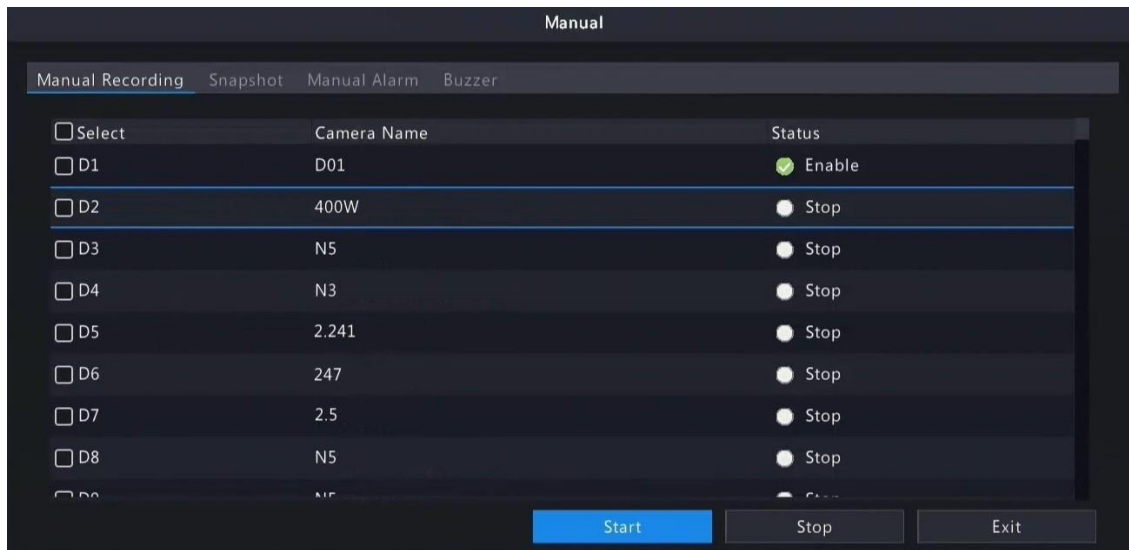 Manual
Manual Recording Snapshot Manual Alarm Buzzer
Select Camera Name Status
D1 D01 Enable
D2 400W Stop
D3 N5 Stop
D4 N3 Stop
D5 2.241 Stop
D6 247 Stop
D7 2.5 Stop
D8 N5 Stop
Start Stop Exit